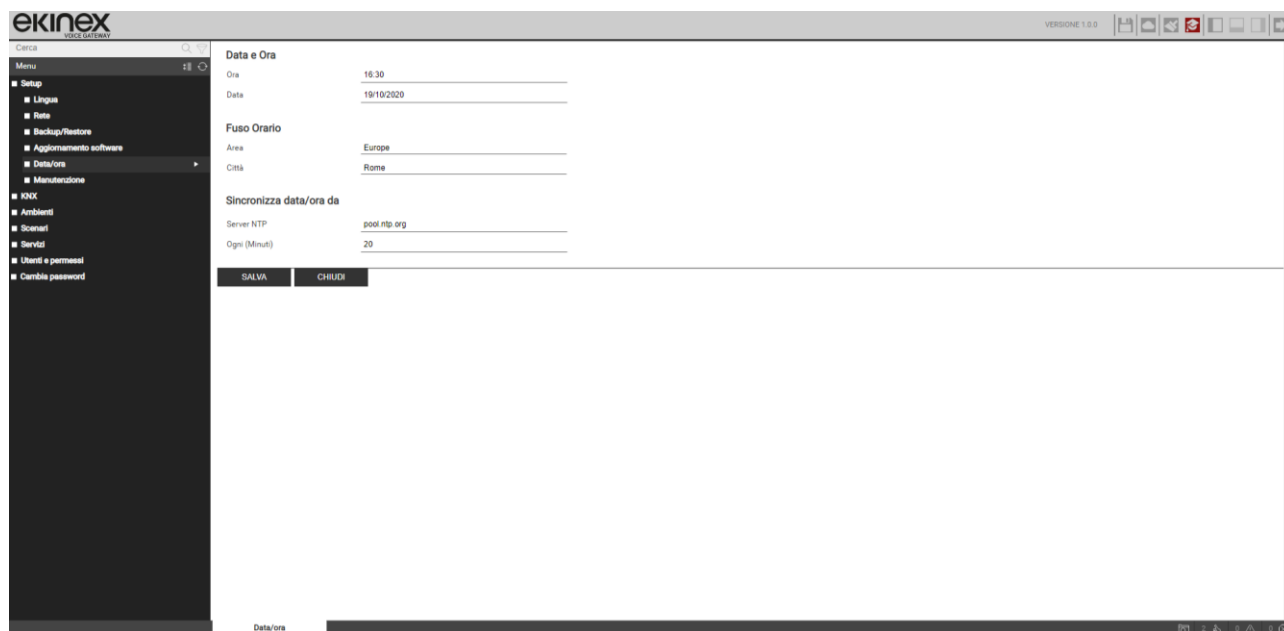 ekinex
VOICE GATEWAY
VERSIONE 1.0.0
Cerca
Menu
Setup
Lingua
Rete
Backup/Restore
Aggiornamento software
Data/ora
Manutenzione
KNX
Ambienti
Scenari
Servizi
Utenti e permessi
Cambia password
Data e Ora
Ora 16:30
Data 19/10/2020
Fuso Orario
Area Europe
Città Rome
Sincronizza data/ora da
Server NTP pool.ntp.org
Ogni (Minuti) 20
SALVA CHIUDI
Data/ora
2 0 0